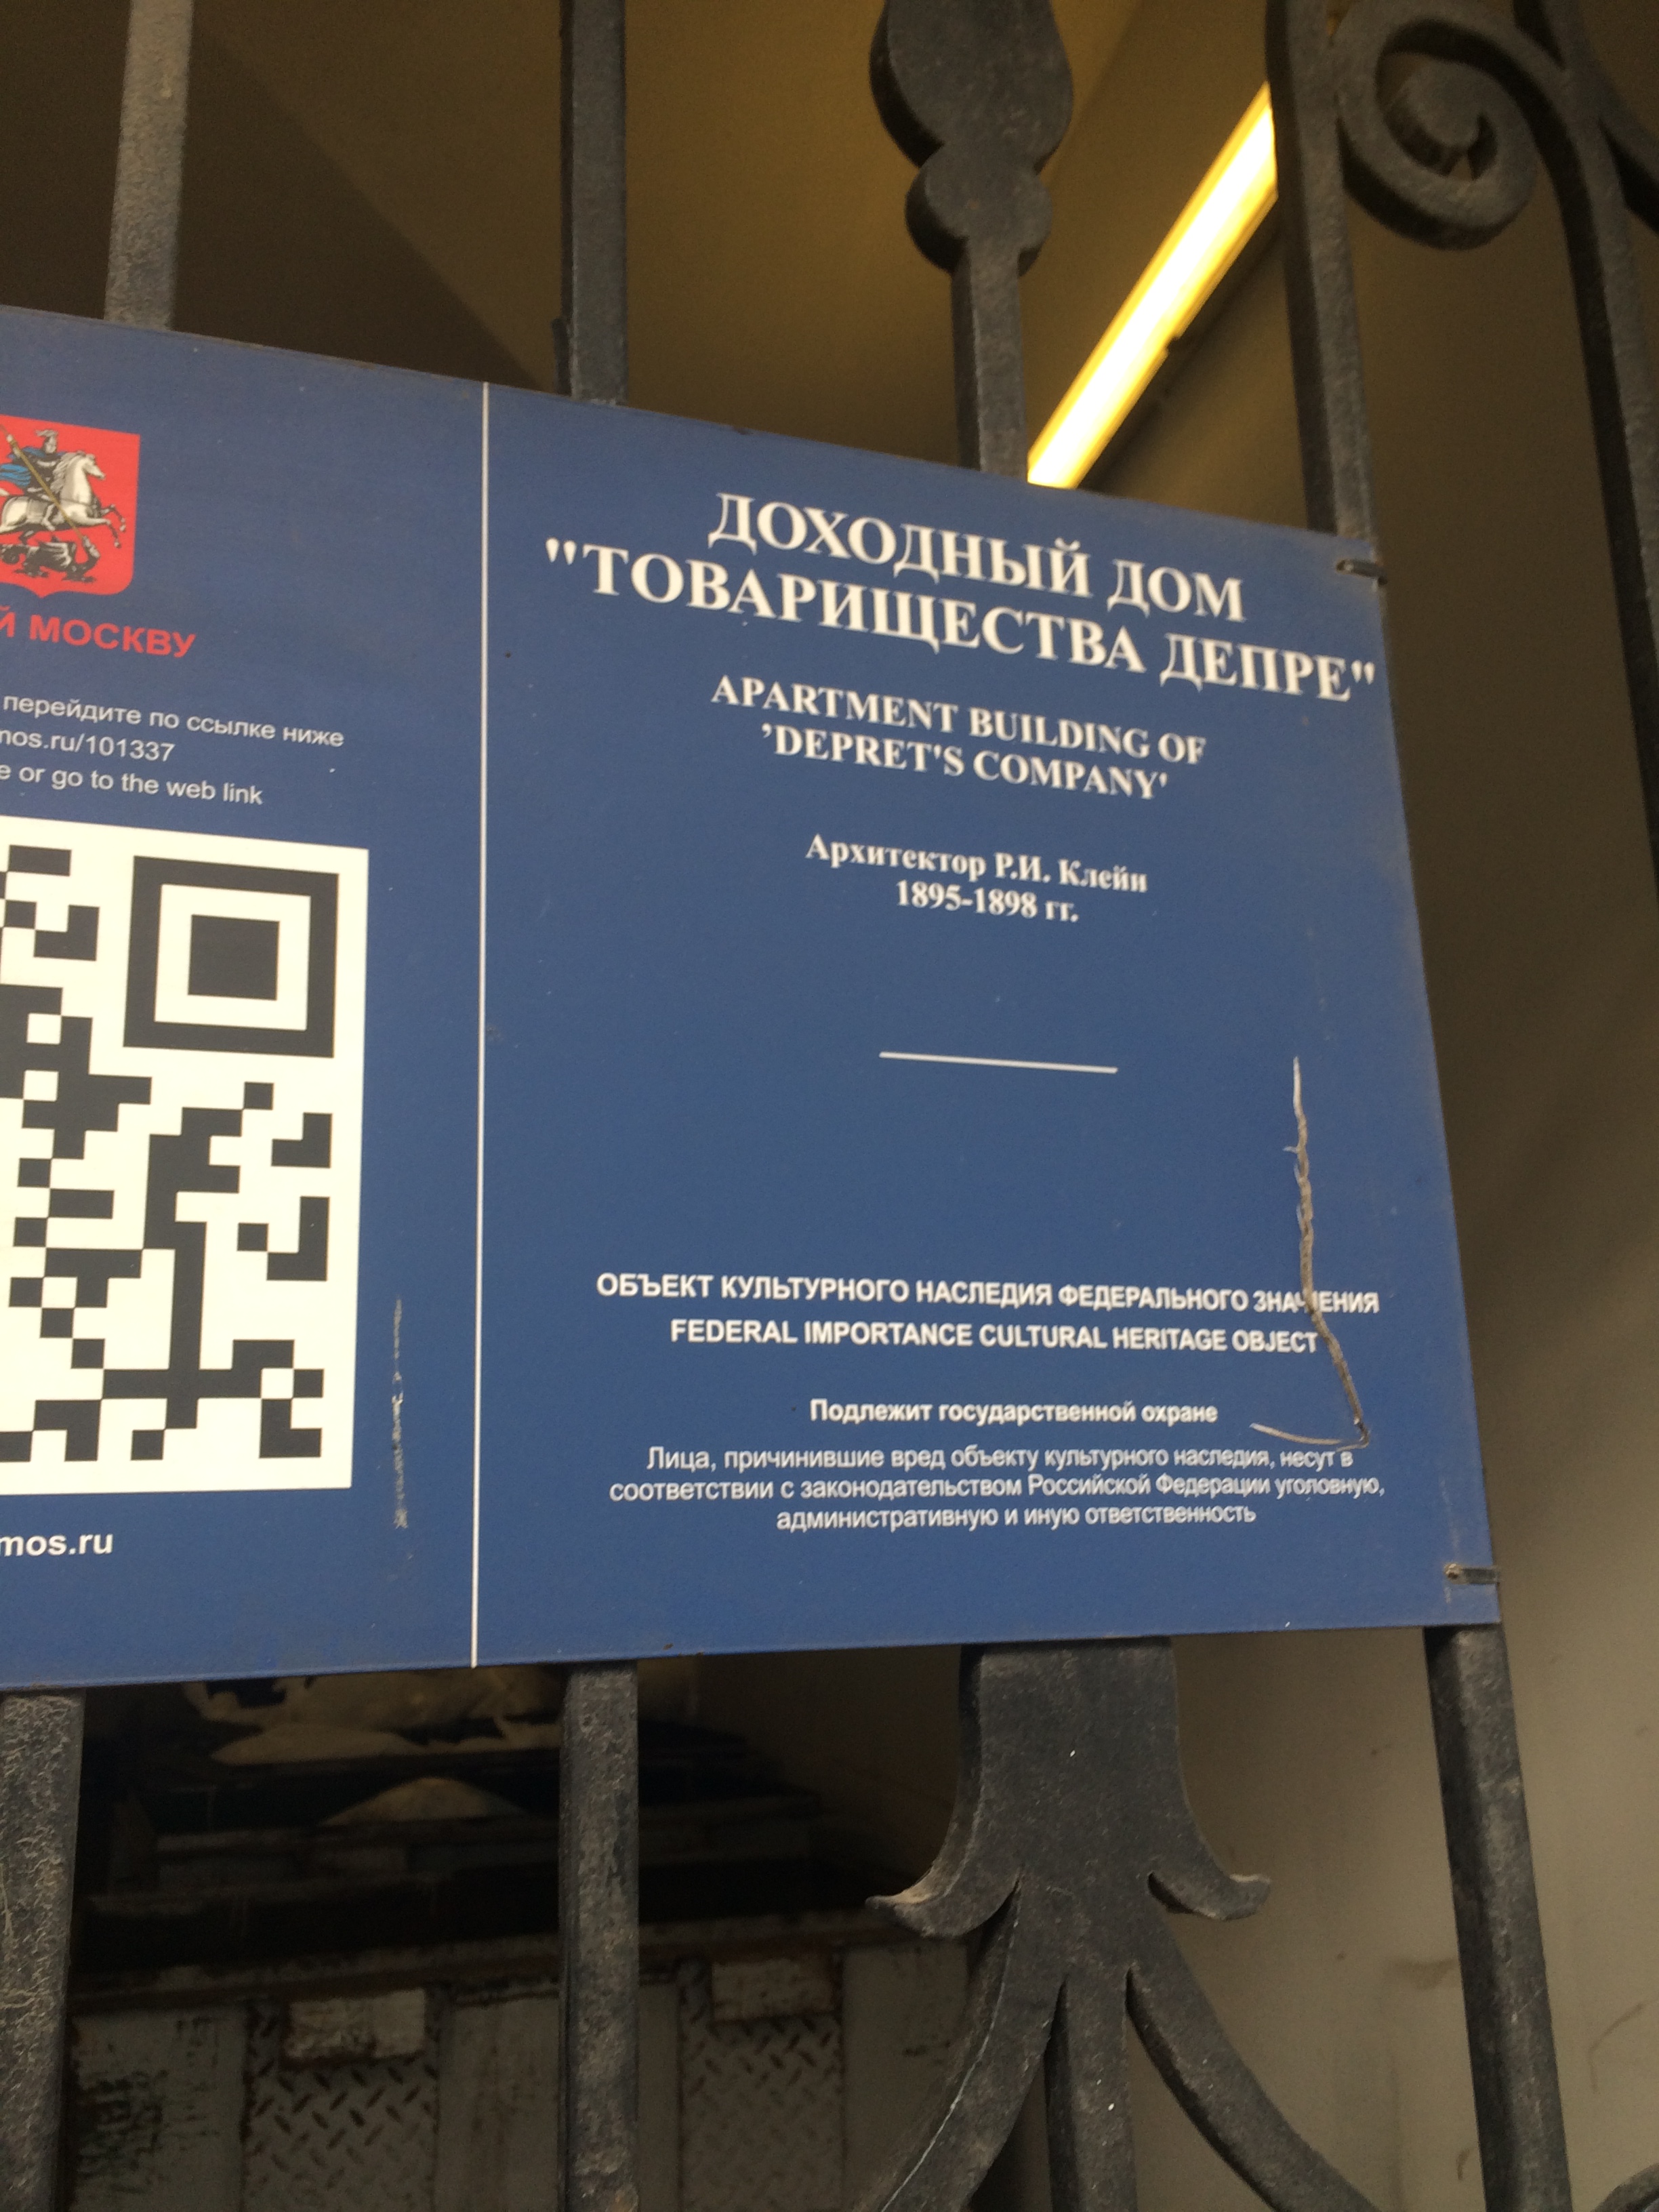 Й МОСКВУ
перейдите по ссылке ниже
mos.ru/101337
e or go to the web link
mos.ru
ДОХОДНЫЙ ДОМ
"ТОВАРИЩЕСТВА ДЕПРЕ"
APARTMENT BUILDING OF
'DEPRET'S COMPANY'
Архитектор Р.И. Клейн
1895-1898 гг.
ОБЪЕКТ КУЛЬТУРНОГО НАСЛЕДИЯ ФЕДЕРАЛЬНОГО ЗНАЧЕНИЯ
FEDERAL IMPORTANCE CULTURAL HERITAGE OBJECT
Подлежит государственной охране
Лица, причинившие вред объекту культурного наследия, несут в
соответствии с законодательством Российской Федерации уголовную,
административную и иную ответственность